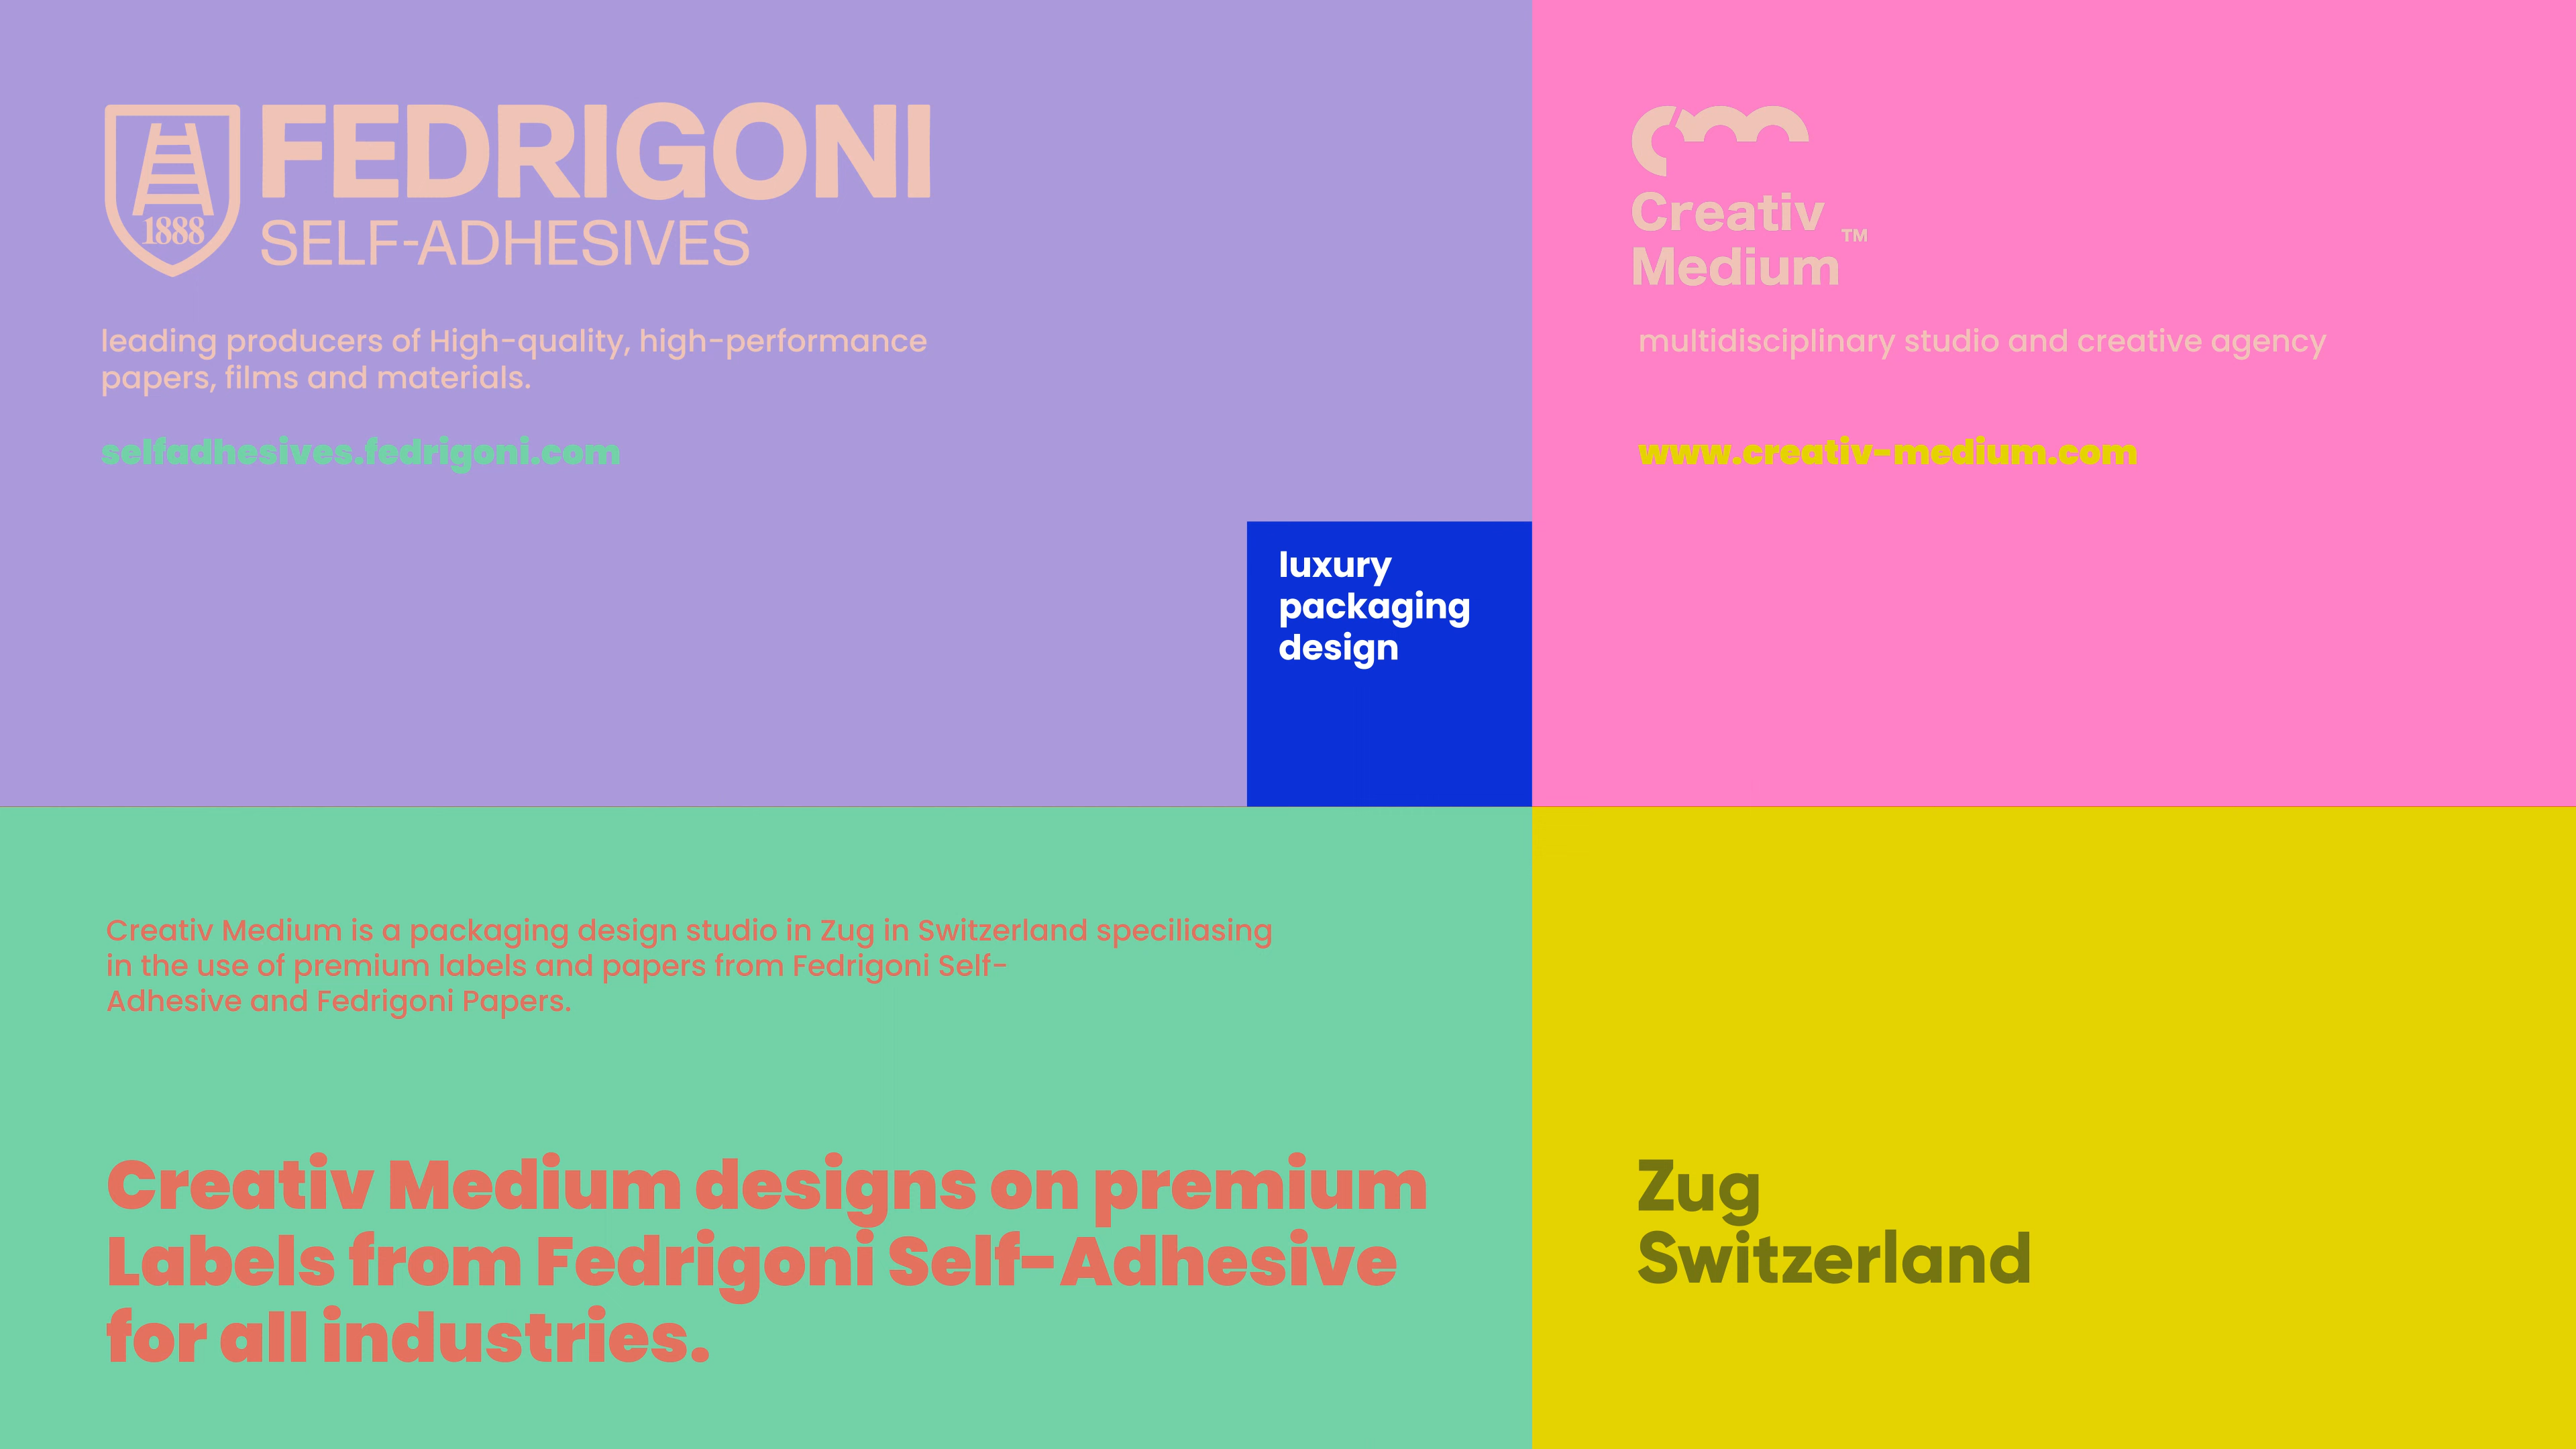 1888
FEDRIGONI
SELF-ADHESIVES
leading producers of High-quality, high-performance
papers, films and materials.
selfadhesives.fedrigoni.com
cm
Creativ
Medium™
multidisciplinary studio and creative agency
www.creativ-medium.com
luxury
packaging
design
Creativ Medium is a packaging design studio in Zug in Switzerland speciliasing
in the use of premium labels and papers from Fedrigoni Self-
Adhesive and Fedrigoni Papers.
Creativ Medium designs on premium
Labels from Fedrigoni Self-Adhesive
for all industries.
Zug
Switzerland